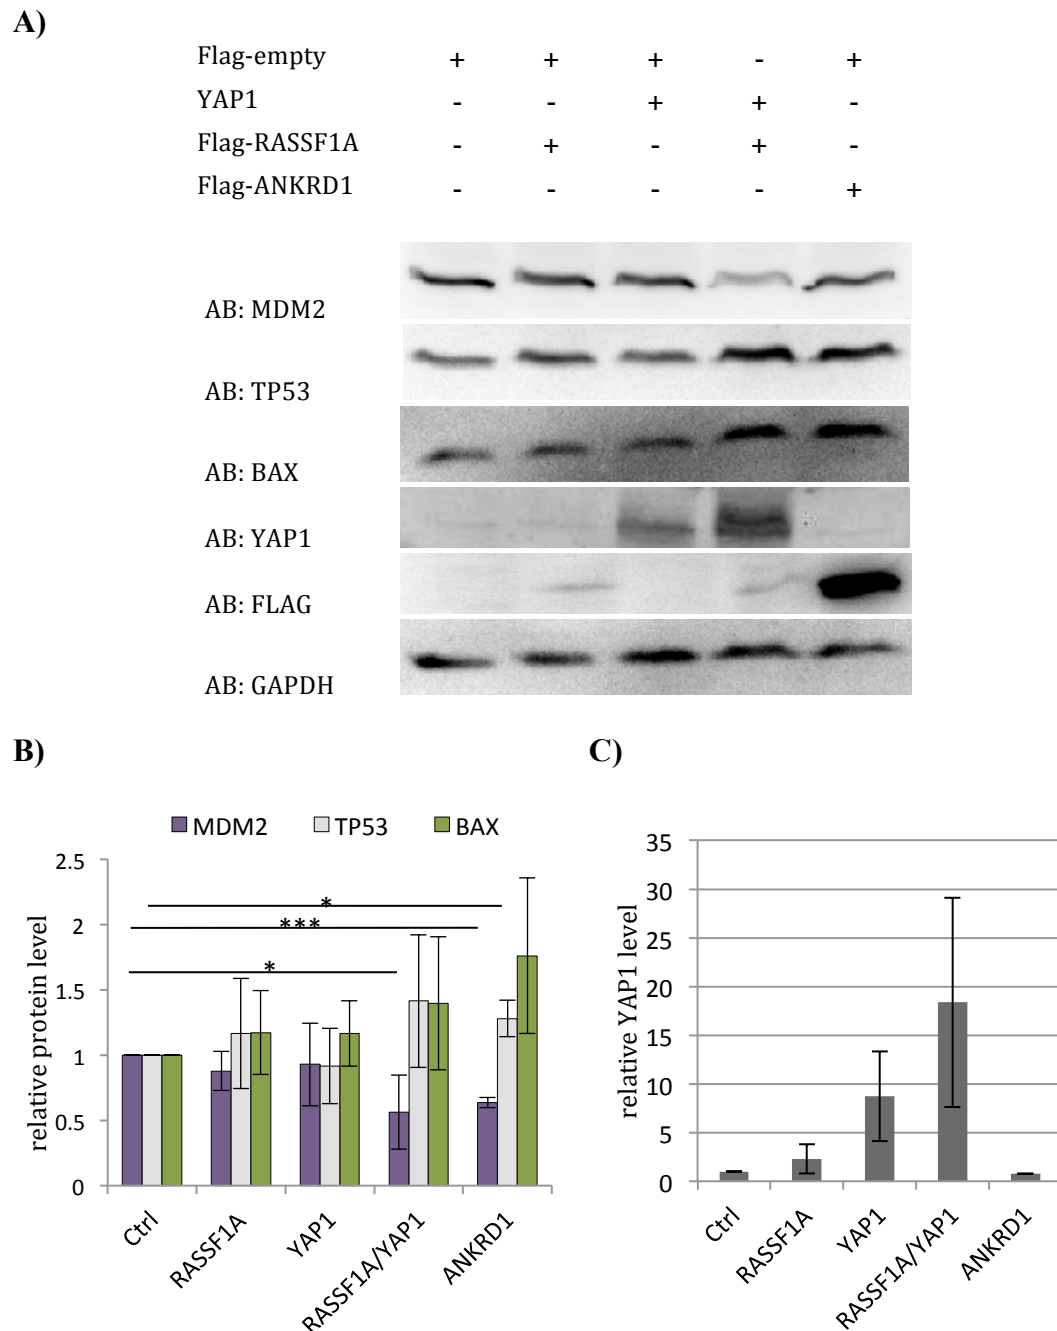 A)
Flag-empty + + + - +
YAP1 - - + + -
Flag-RASSF1A - + - + -
Flag-ANKRD1 - - - - +
AB: MDM2
AB: TP53
AB: BAX
AB: YAP1
AB: FLAG
AB: GAPDH
B)
MDM2 TP53 BAX
relative protein level
2.5
2
1.5
1
0.5
0
*
***
*
Ctrl
RASSF1A
YAP1
RASSF1A/YAP1
ANKRD1
C)
relative YAP1 level
35
30
25
20
15
10
5
0
Ctrl
RASSF1A
YAP1
RASSF1A/YAP1
ANKRD1